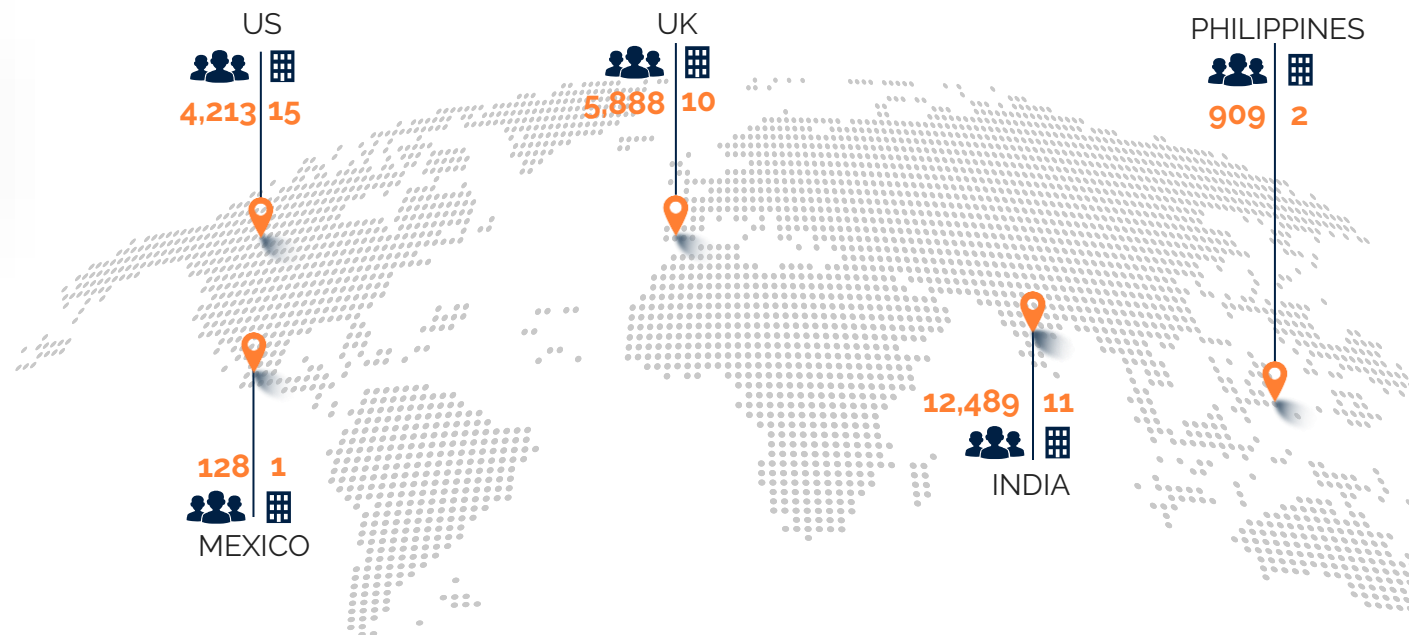 US
4,213 15
UK
5,888 10
PHILIPPINES
909 2
128 1
MEXICO
12,489 11
INDIA